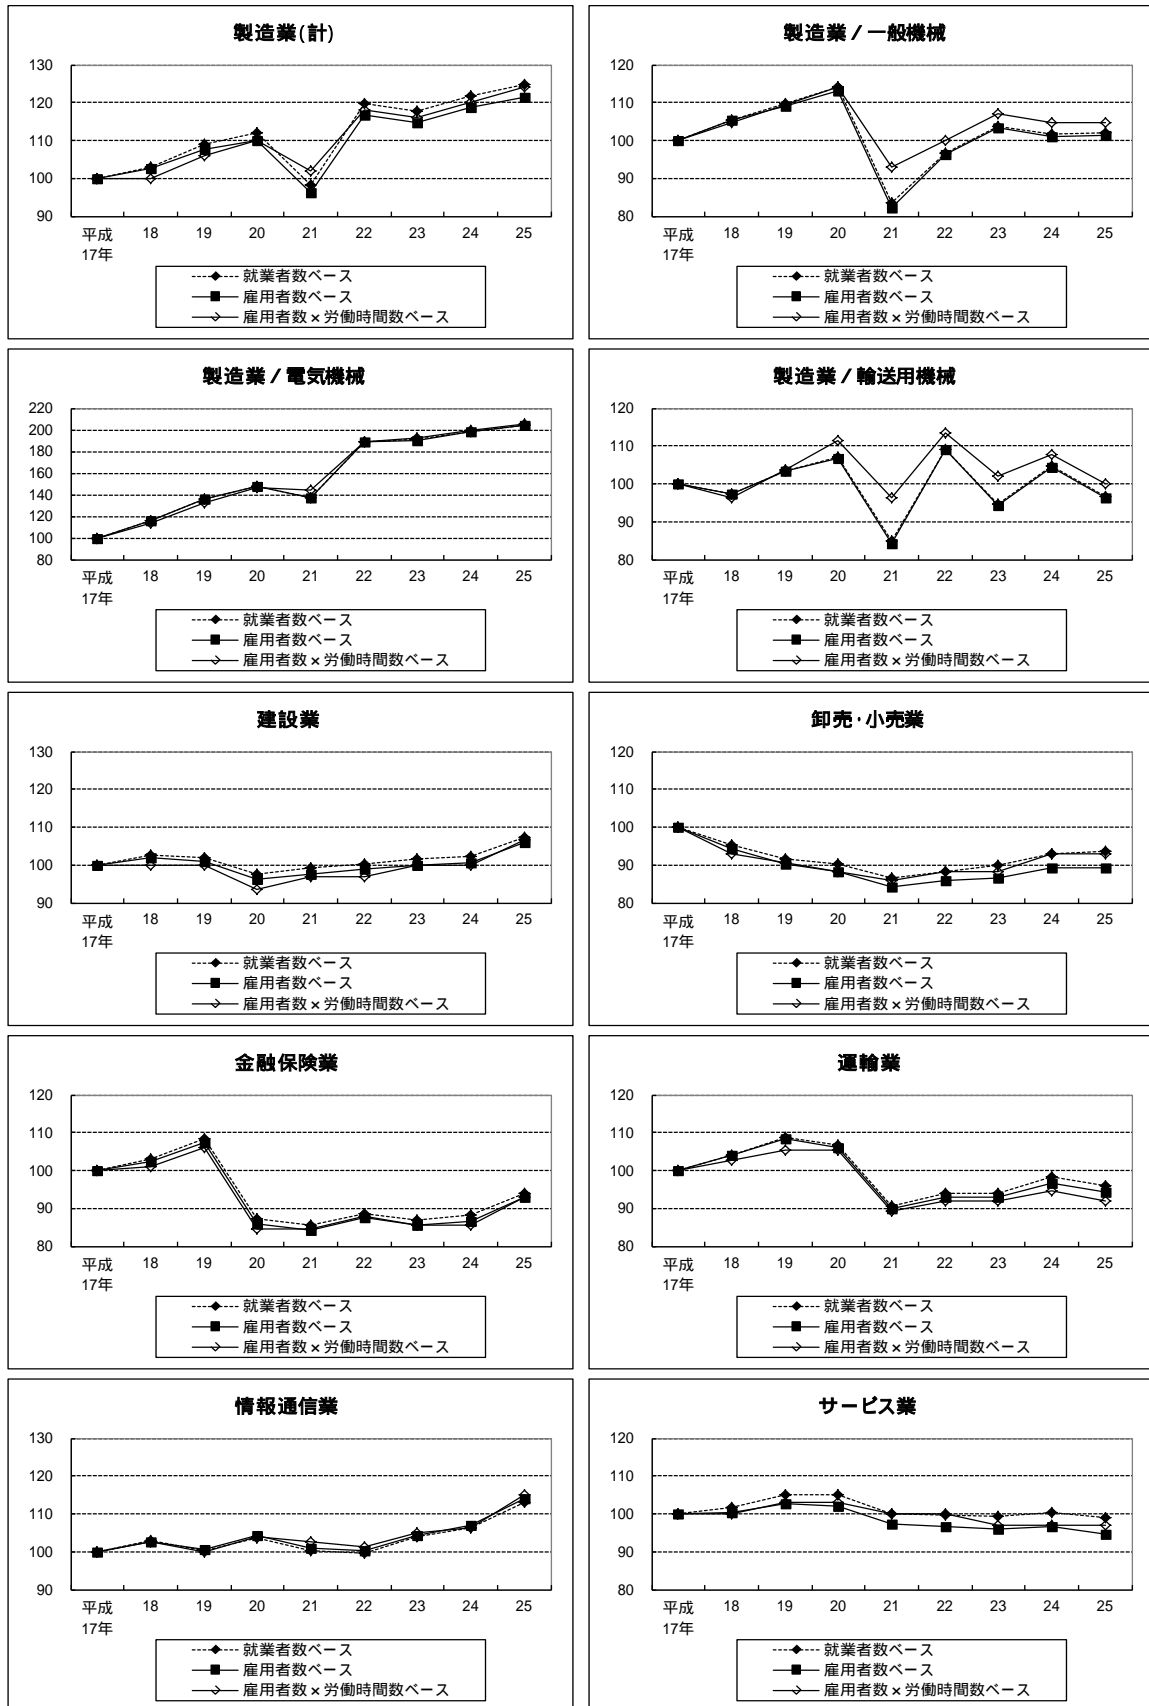 製造業(計)
130
120
110
100
90
平成
17年
18
19
20
21
22
23
24
25
就業者数ベース
雇用者数ベース
雇用者数×労働時間数ベース
製造業/一般機械
120
110
100
90
80
平成
17年
18
19
20
21
22
23
24
25
就業者数ベース
雇用者数ベース
雇用者数×労働時間数ベース
製造業/電気機械
220
200
180
160
140
120
100
80
平成
17年
18
19
20
21
22
23
24
25
就業者数ベース
雇用者数ベース
雇用者数×労働時間数ベース
製造業/輸送用機械
120
110
100
90
80
平成
17年
18
19
20
21
22
23
24
25
就業者数ベース
雇用者数ベース
雇用者数×労働時間数ベース
建設業
130
120
110
100
90
平成
17年
18
19
20
21
22
23
24
25
就業者数ベース
雇用者数ベース
雇用者数×労働時間数ベース
卸売・小売業
120
110
100
90
80
平成
17年
18
19
20
21
22
23
24
25
就業者数ベース
雇用者数ベース
雇用者数×労働時間数ベース
金融保険業
120
110
100
90
80
平成
17年
18
19
20
21
22
23
24
25
就業者数ベース
雇用者数ベース
雇用者数×労働時間数ベース
運輸業
120
110
100
90
80
平成
17年
18
19
20
21
22
23
24
25
就業者数ベース
雇用者数ベース
雇用者数×労働時間数ベース
情報通信業
130
120
110
100
90
平成
17年
18
19
20
21
22
23
24
25
就業者数ベース
雇用者数ベース
雇用者数×労働時間数ベース
サービス業
120
110
100
90
80
平成
17年
18
19
20
21
22
23
24
25
就業者数ベース
雇用者数ベース
雇用者数×労働時間数ベース